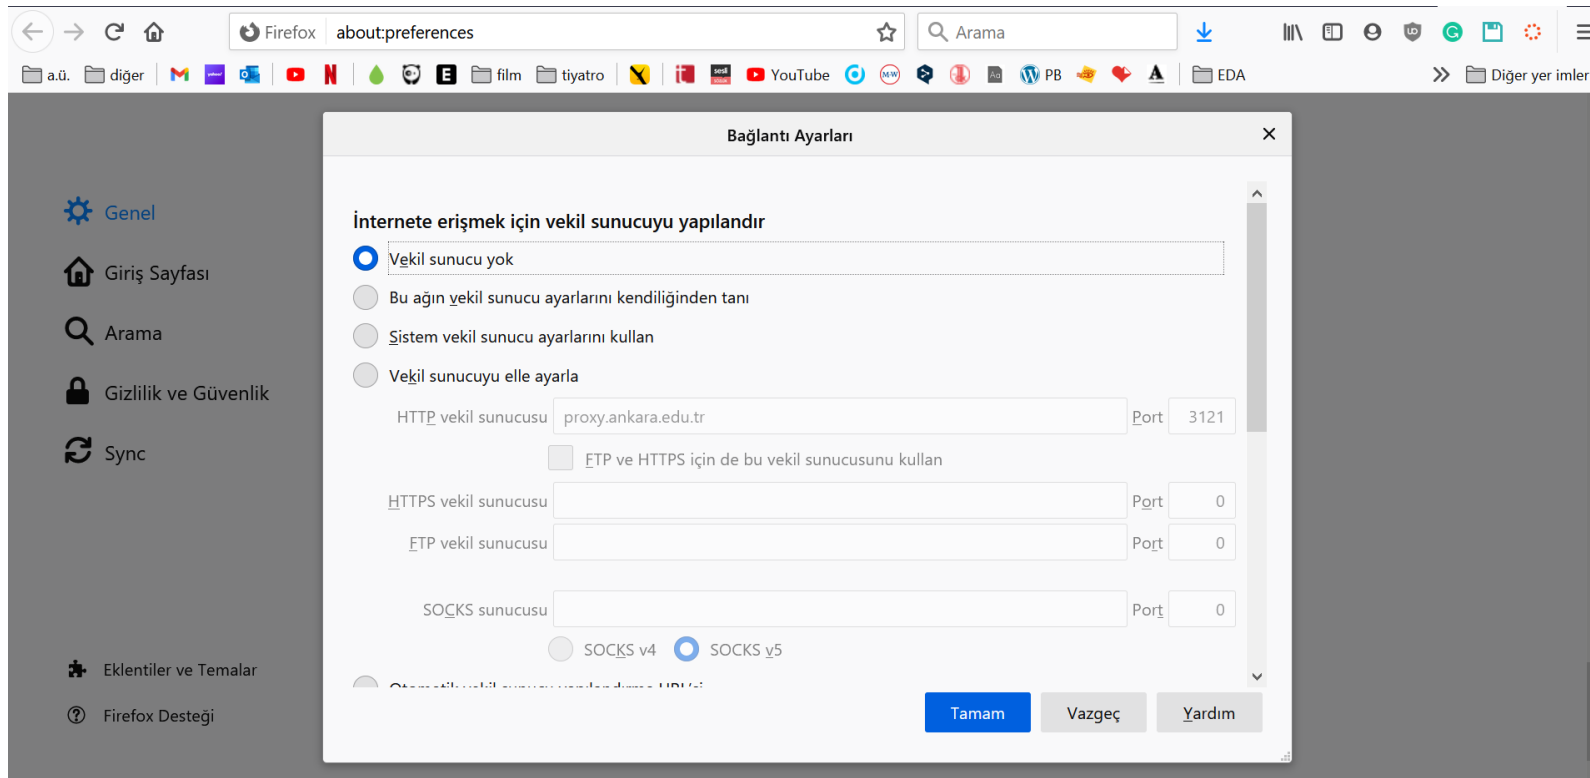 Firefox about:preferences Arama
a.ü. diğer film tiyatro YouTube PB EDA Diğer yer imler
Bağlantı Ayarları
Genel
Giriş Sayfası
Arama
Gizlilik ve Güvenlik
Sync
Eklentiler ve Temalar
Firefox Desteği
İnternete erişmek için vekil sunucuyu yapılandır
Vekil sunucu yok
Bu ağın vekil sunucu ayarlarını kendiliğinden tanı
Sistem vekil sunucu ayarlarını kullan
Vekil sunucuyu elle ayarla
HTTP vekil sunucusu proxy.ankara.edu.tr Port 3121
FTP ve HTTPS için de bu vekil sunucusunu kullan
HTTPS vekil sunucusu Port 0
FTP vekil sunucusu Port 0
SOCKS sunucusu Port 0
SOCKS v4 SOCKS v5
Tamam Vazgeç Yardım